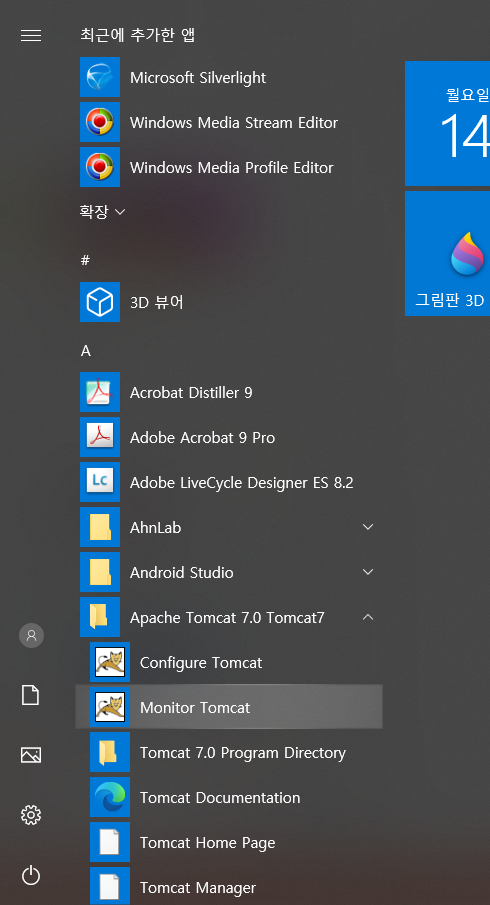 최근에 추가한 앱
Microsoft Silverlight
Windows Media Stream Editor
Windows Media Profile Editor
확장
#
3D 뷰어
A
Acrobat Distiller 9
Adobe Acrobat 9 Pro
Lc
Adobe LiveCycle Designer ES 8.2
AhnLab
Android Studio
Apache Tomcat 7.0 Tomcat7
Configure Tomcat
Monitor Tomcat
Tomcat 7.0 Program Directory
Tomcat Documentation
Tomcat Home Page
Tomcat Manager
월요일
14
그림판 3D